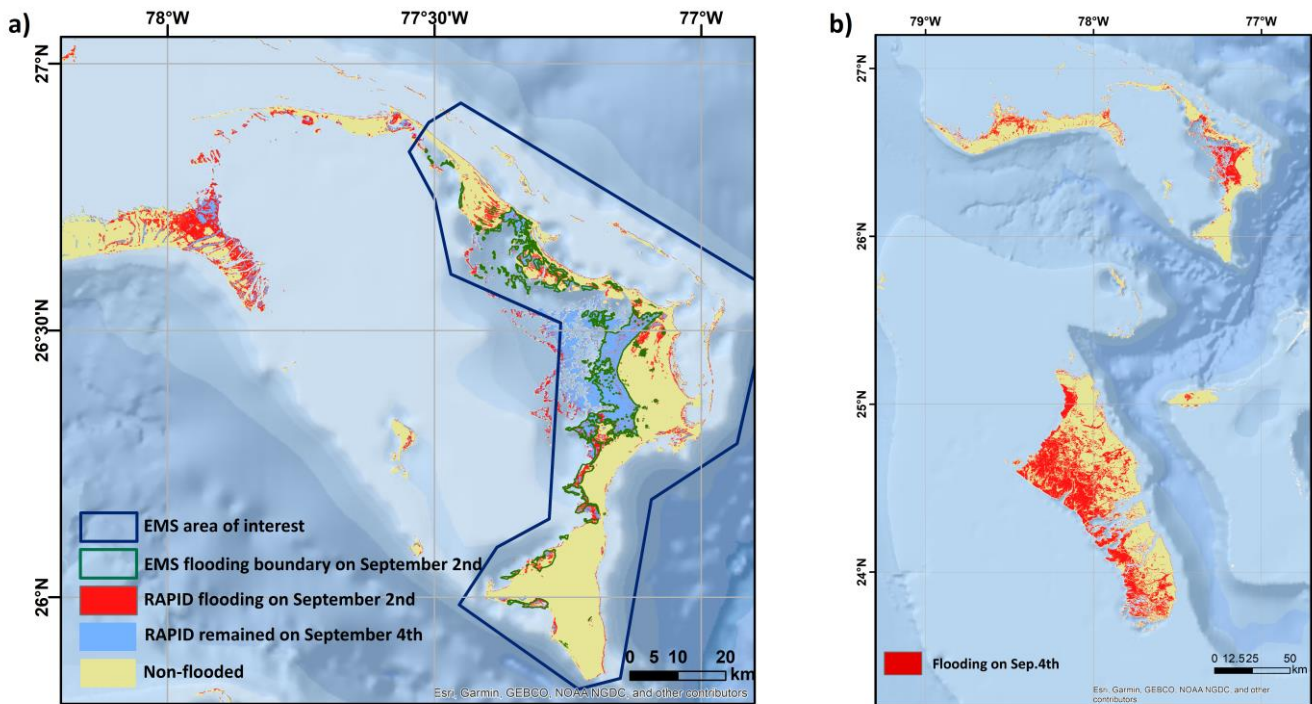 a)
78°W
77°30'W
77°W
27°N
26°30'N
26°N
EMS area of interest
EMS flooding boundary on September 2nd
RAPID flooding on September 2nd
RAPID remained on September 4th
Non-flooded
0 5 10 20
km
Esri, Garmin, GEBCO, NOAA NGDC, and other contributors
b)
79°W
78°W
77°W
27°N
26°N
25°N
24°N
Flooding on Sep.4th
0 12.525 50
km
Esri, Garmin, GEBCO, NOAA NGDC, and other
contributors